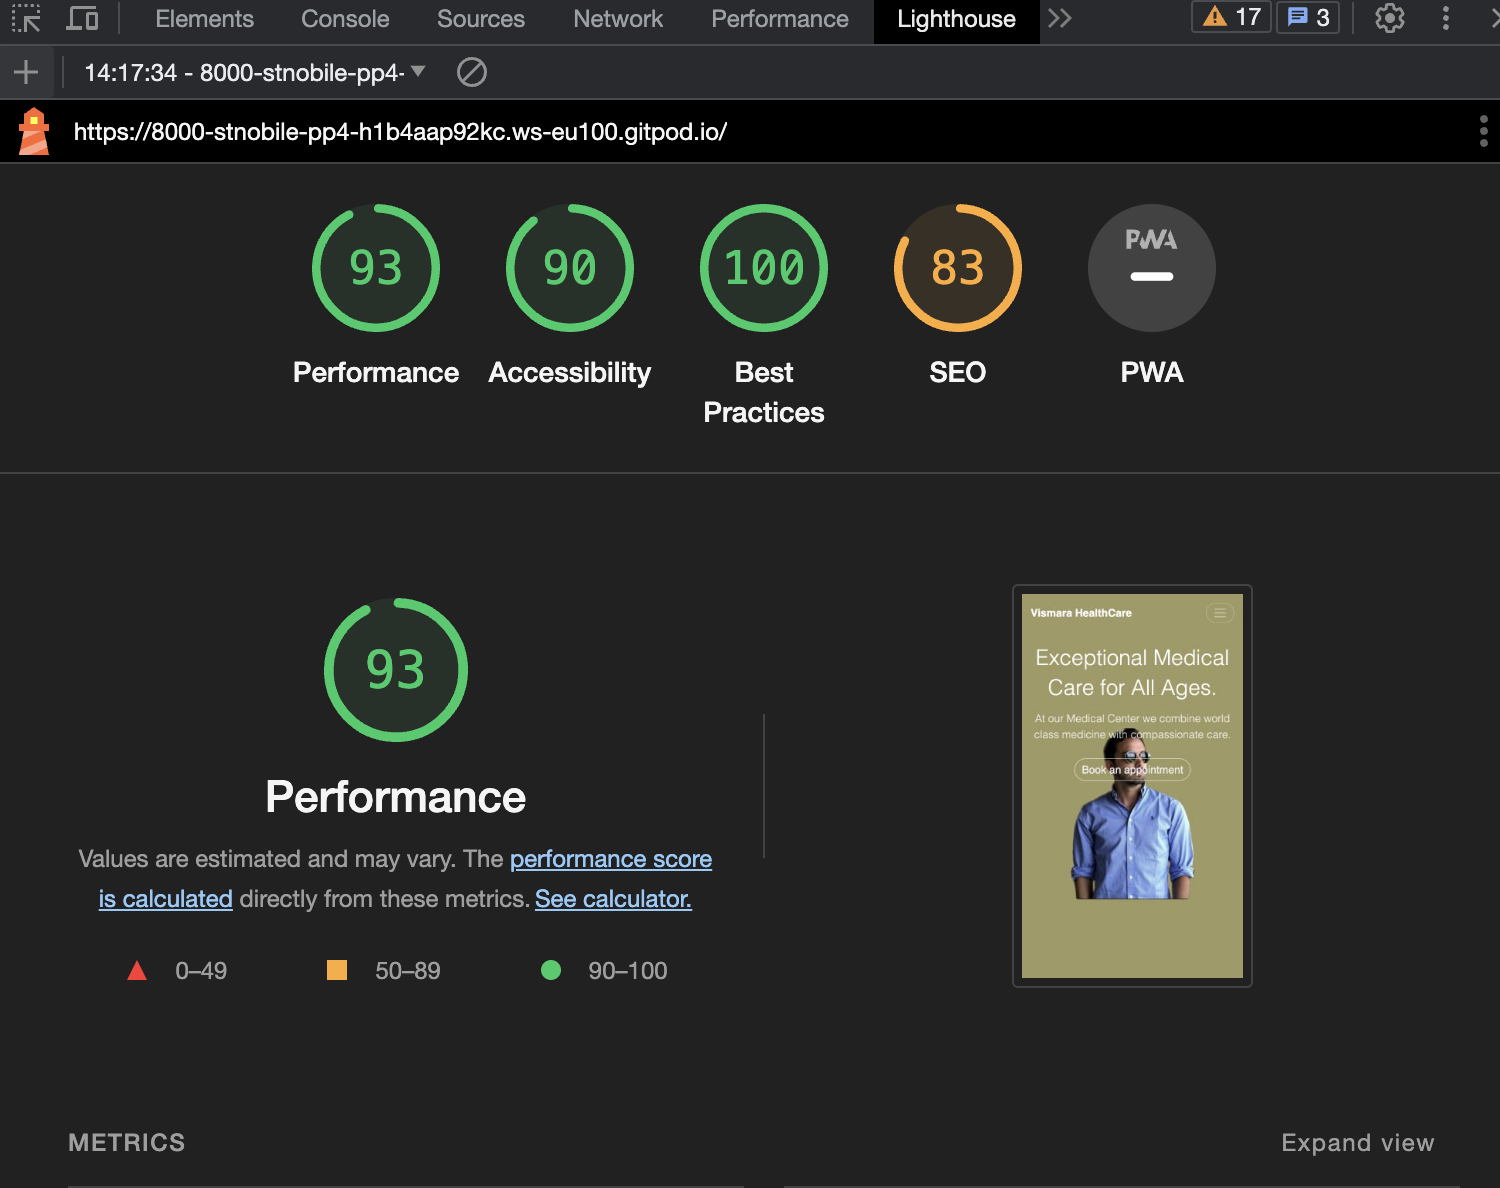 Elements Console Sources Network Performance Lighthouse 17 3
14:17:34 - 8000-stnobile-pp4-
https://8000-stnobile-pp4-h1b4aap92kc.ws-eu100.gitpod.io/
93 90 100 83 PWA
Performance Accessibility Best Practices SEO PWA
93
Performance
Values are estimated and may vary. The performance score
is calculated directly from these metrics. See calculator.
0–49 50–89 90–100
Vismara HealthCare
Exceptional Medical
Care for All Ages.
At our Medical Center we combine world
class medicine with compassionate care.
Book an appointment
METRICS
Expand view